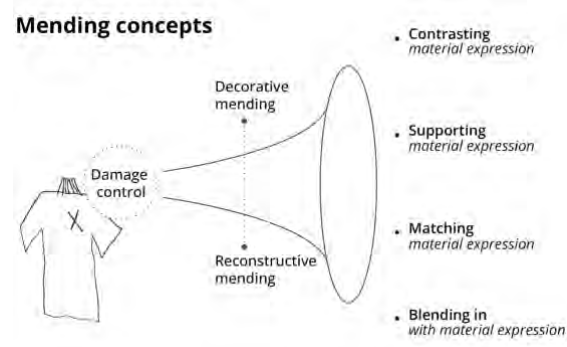 Mending concepts
Decorative
mending
Damage
control
Reconstructive
mending
• Contrasting
material expression
• Supporting
material expression
• Matching
material expression
• Blending in
with material expression